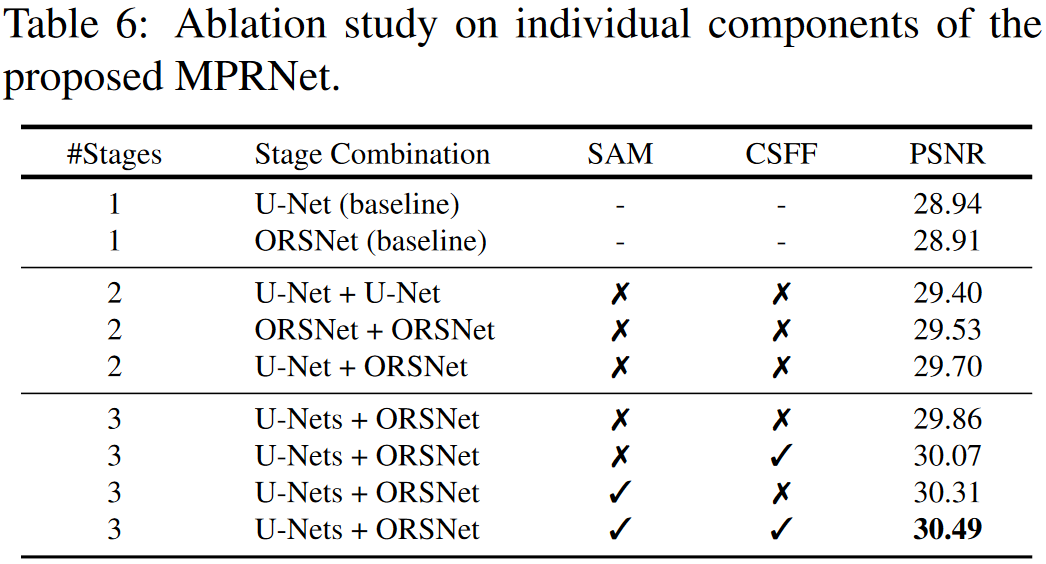 Table 6: Ablation study on individual components of the
proposed MPRNet.
#Stages Stage Combination SAM CSFF PSNR
1 U-Net (baseline) - - 28.94
1 ORSNet (baseline) - - 28.91
2 U-Net + U-Net ✗ ✗ 29.40
2 ORSNet + ORSNet ✗ ✗ 29.53
2 U-Net + ORSNet ✗ ✗ 29.70
3 U-Nets + ORSNet ✗ ✗ 29.86
3 U-Nets + ORSNet ✗ ✓ 30.07
3 U-Nets + ORSNet ✓ ✗ 30.31
3 U-Nets + ORSNet ✓ ✓ 30.49